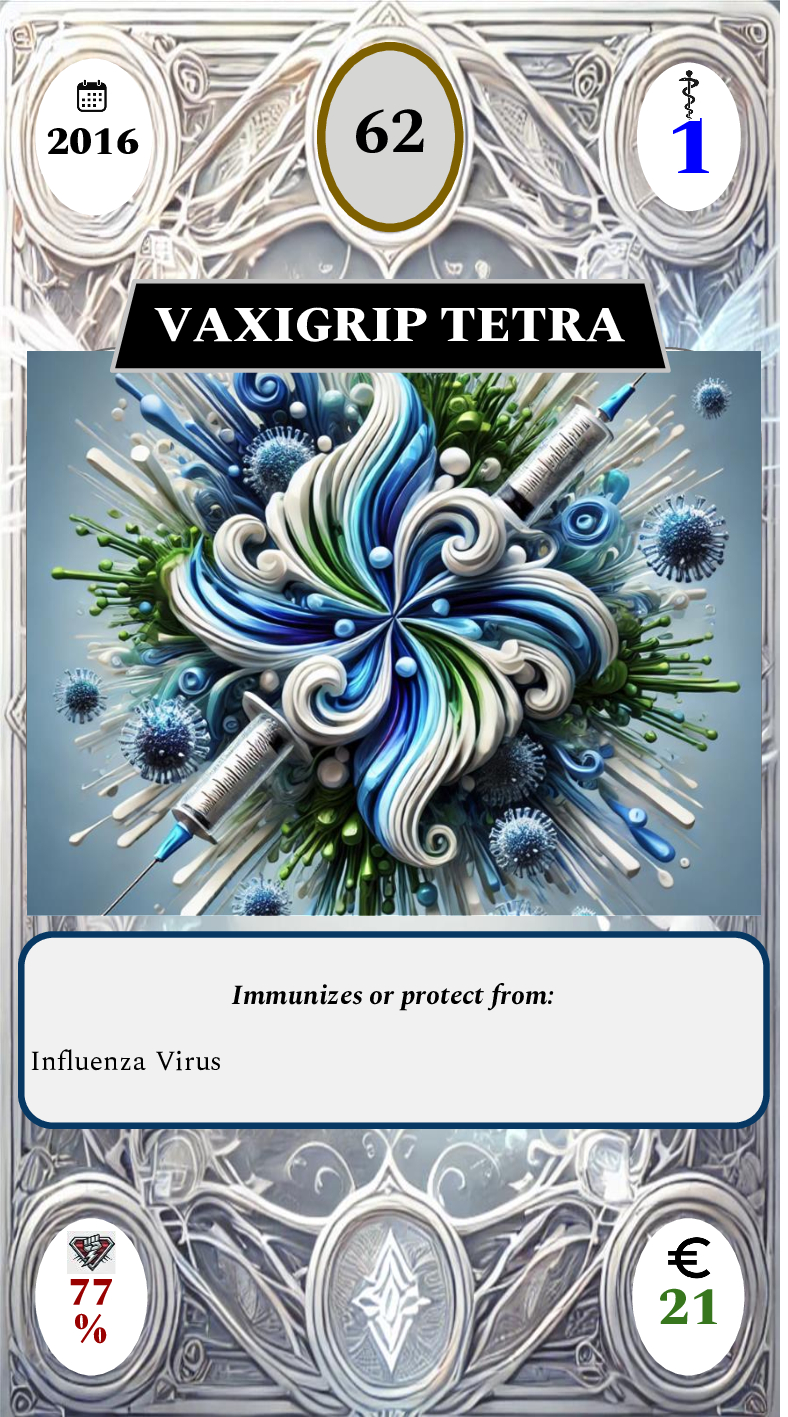 2016
62
1
VAXIGRIP TETRA
Immunizes or protect from:
Influenza Virus
77
%
€
21